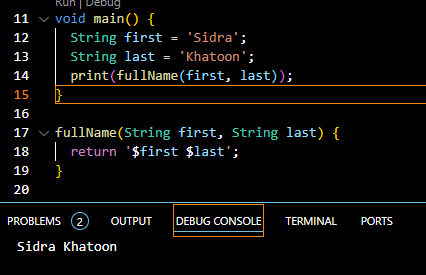 Run | Debug
11 void main() {
12 String first = 'Sidra';
13 String last = 'Khatoon';
14 print(fullName(first, last));
15 }
16
17 fullName(String first, String last) {
18 return '$first $last';
19 }
20
PROBLEMS 2 OUTPUT DEBUG CONSOLE TERMINAL PORTS
Sidra Khatoon